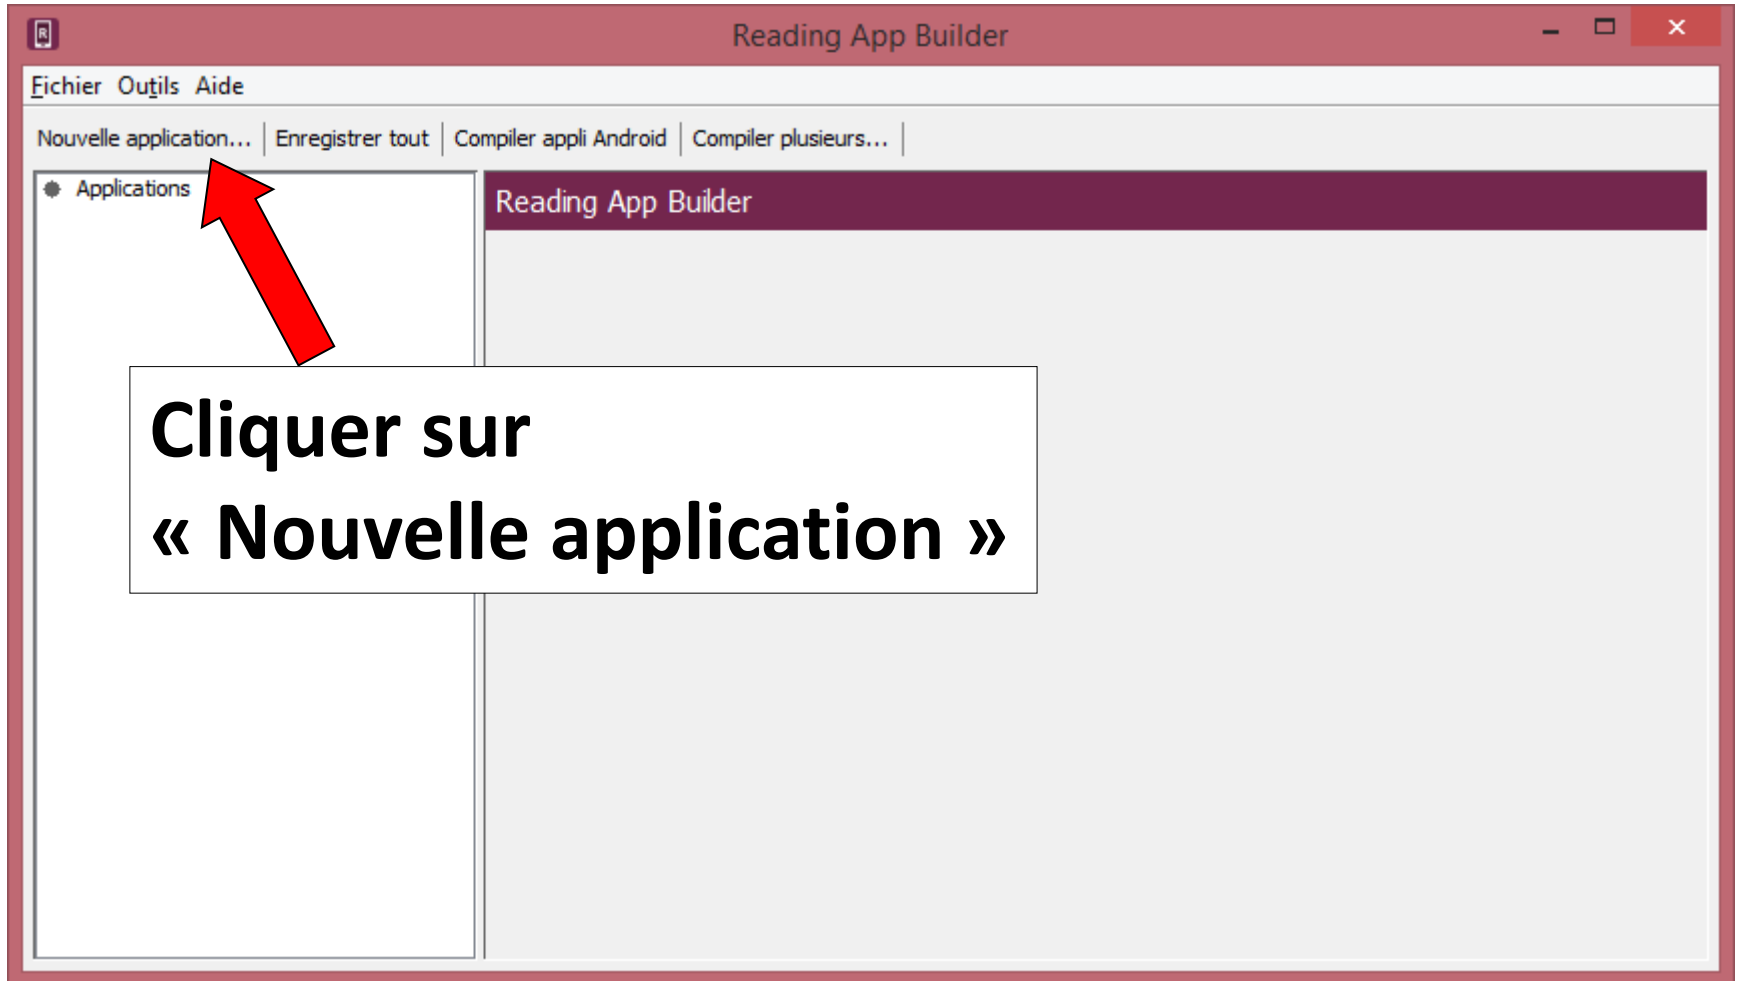 R
Reading App Builder
Fichier Outils Aide
Nouvelle application... Enregistrer tout Compiler appli Android Compiler plusieurs...
Applications
Reading App Builder
Cliquer sur
« Nouvelle application »